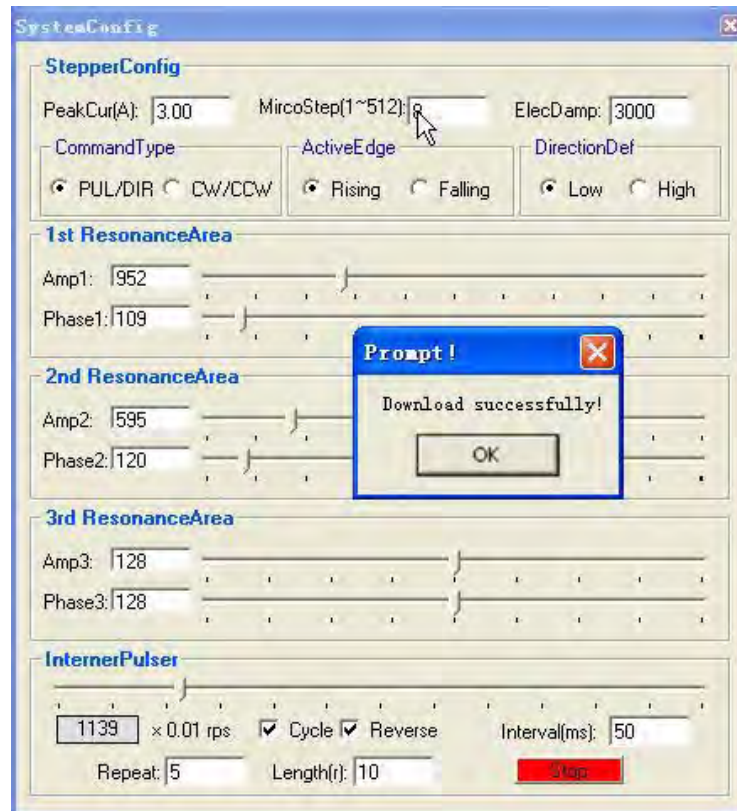 SystemConfig
StepperConfig
PeakCur(A): 3.00 MircoStep(1~512): ElecDamp: 3000
CommandType ActiveEdge DirectionDef
PUL/DIR CW/CCW Rising Falling Low High
1st ResonanceArea
Amp1: 952
Phase1: 109
Prompt!
Download successfully!
OK
2nd ResonanceArea
Amp2: 595
Phase2: 120
3rd ResonanceArea
Amp3: 128
Phase3: 128
InternerPulser
1139 × 0.01 rps Cycle Reverse Interval(ms): 50
Repeat: 5 Length(r): 10 Stop